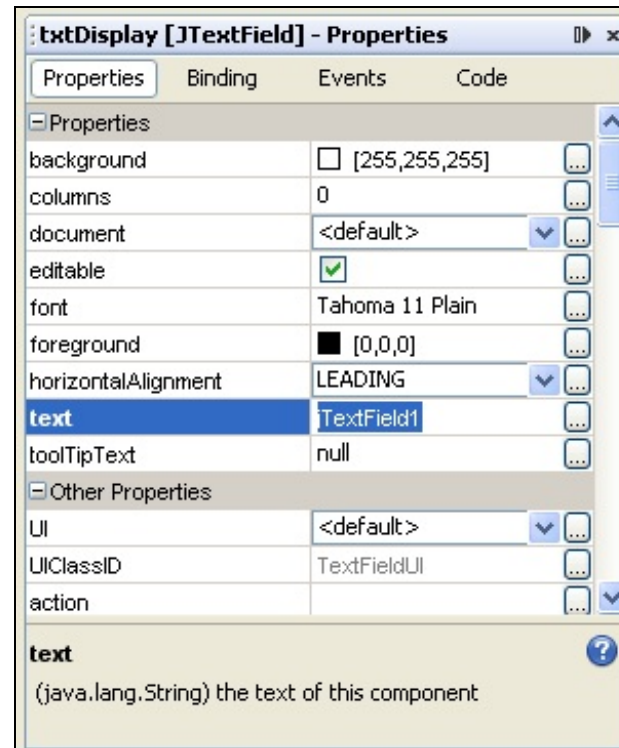 txtDisplay [JTextField] - Properties
Properties Binding Events Code
Properties
background [255,255,255] ...
columns 0 ...
document <default> ...
editable ...
font Tahoma 11 Plain ...
foreground [0,0,0] ...
horizontalAlignment LEADING ...
text jTextField1 ...
toolTipText null ...
Other Properties
UI <default> ...
UIClassID TextFieldUI ...
action ...
text ?
(java.lang.String) the text of this component